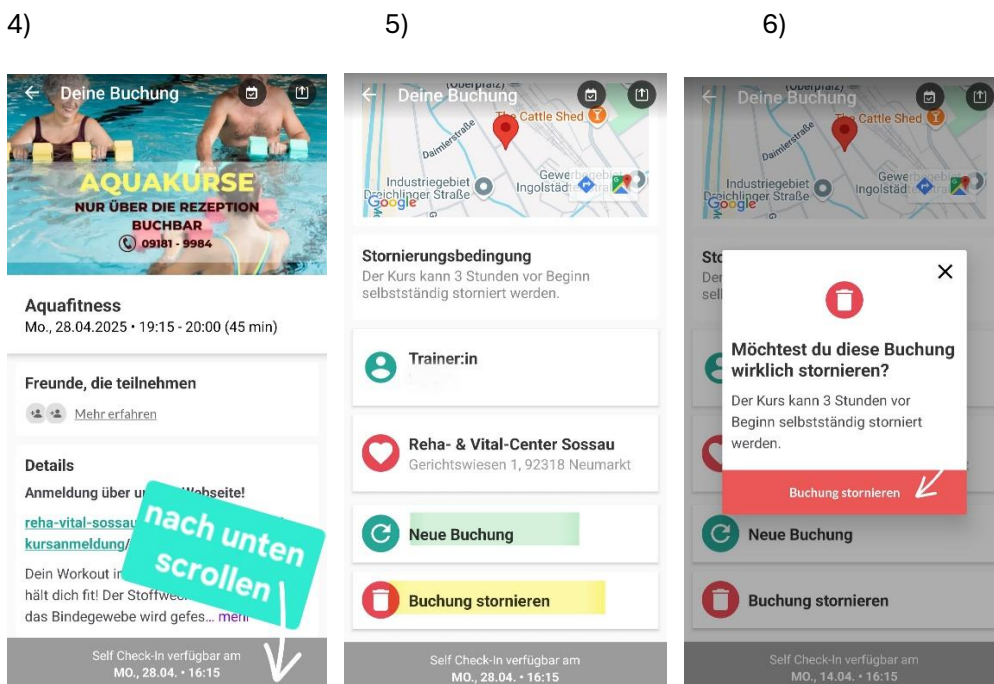 4)
5)
6)
Deine Buchung
AQUAKURSE
NUR ÜBER DIE REZEPTION
BUCHBAR
09181 - 9984
Aquafitness
Mo., 28.04.2025 • 19:15 - 20:00 (45 min)
Freunde, die teilnehmen
Mehr erfahren
Details
Anmeldung über
reha-vital-sossau
kursanmeldung/
nach unten
scrollen
Dein Workout
hält dich fit! Der
das Bindegewebe wird gefes... mehr
Self Check-In verfügbar am
MO., 28.04. • 16:15
Deine Buchung
(Oberpfalz)
The Cattle Shed
Daimlerstraße
Industriegebiet
Dreichlinger Straße
Ingolstäd
Google
Stornierungsbedingung
Der Kurs kann 3 Stunden vor Beginn
selbstständig storniert werden.
Trainer:in
Reha- & Vital-Center Sossau
Gerichtswiesen 1, 92318 Neumarkt
Neue Buchung
Buchung stornieren
Self Check-In verfügbar am
MO., 28.04. • 16:15
Deine Buchung
The Cattle Shed
Daimlerstraße
Industriegebiet
Dreichlinger Straße
Ingolstäd
Google
Möchtest du diese Buchung
wirklich stornieren?
Der Kurs kann 3 Stunden vor
Beginn selbstständig storniert
werden.
Buchung stornieren
Neue Buchung
Buchung stornieren
Self Check-In verfügbar am
MO., 14.04. • 16:15